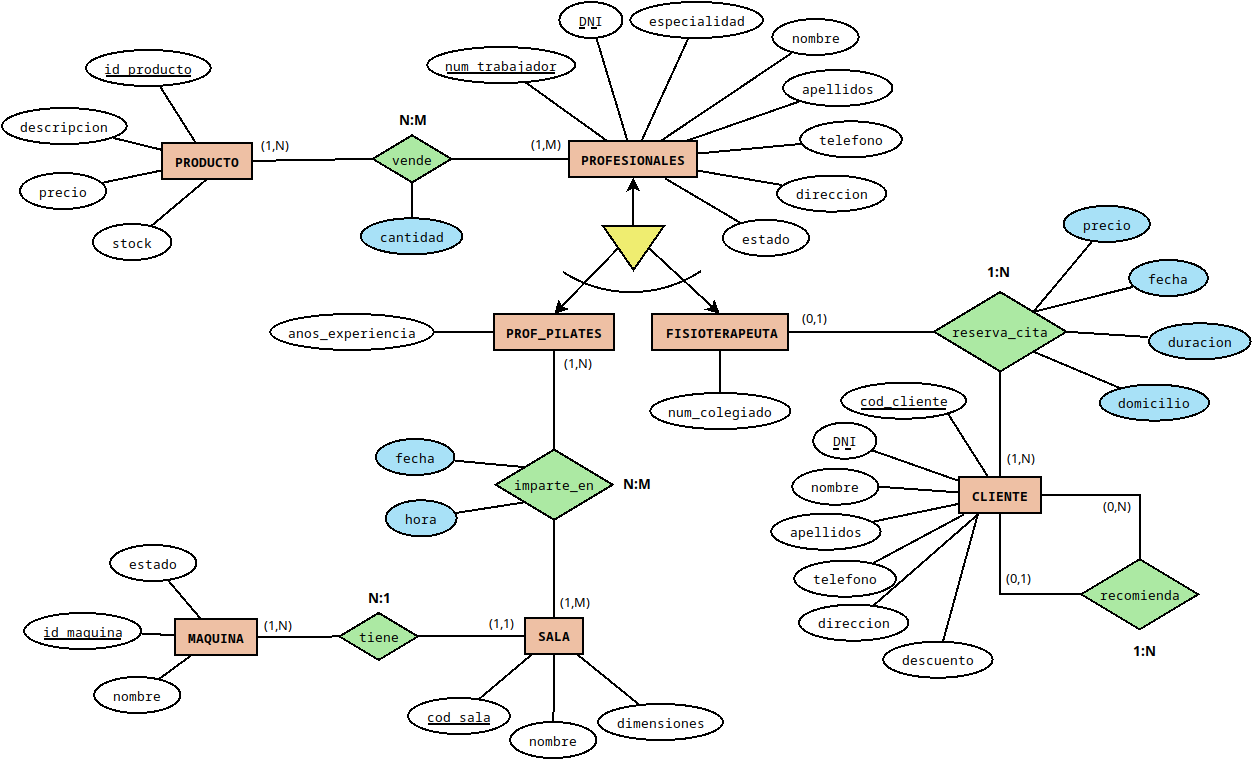 DNI
especialidad
nombre
num_trabajador
id_producto
apellidos
N:M
descripcion
telefono
(1,N)
(1,M)
PRODUCTO
vende
PROFESIONALES
precio
direccion
cantidad
stock
estado
precio
1:N
fecha
(0,1)
anos_experiencia
PROF_PILATES
FISIOTERAPEUTA
reserva_cita
duracion
(1,N)
domicilio
cod_cliente
num_colegiado
DNI
fecha
(1,N)
imparte_en
N:M
nombre
CLIENTE
hora
(0,N)
apellidos
estado
telefono
(0,1)
N:1
(1,M)
recomienda
id_maquina
(1,N)
(1,1)
direccion
MAQUINA
tiene
SALA
1:N
descuento
nombre
cod_sala
dimensiones
nombre